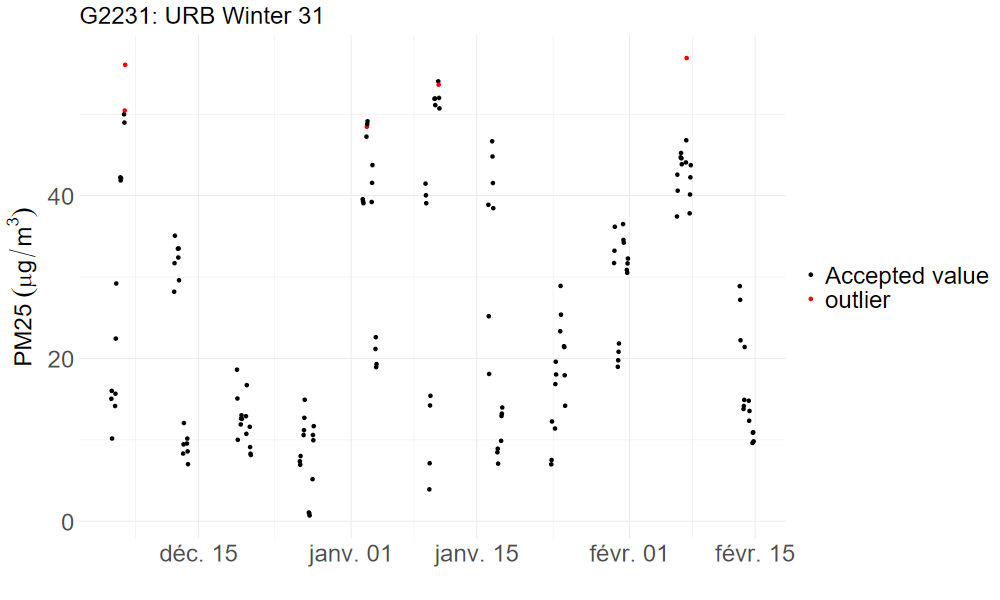 G2231: URB Winter 31
PM25 (μg/m³)
40
20
0
déc. 15
janv. 01
janv. 15
févr. 01
févr. 15
Accepted value
outlier